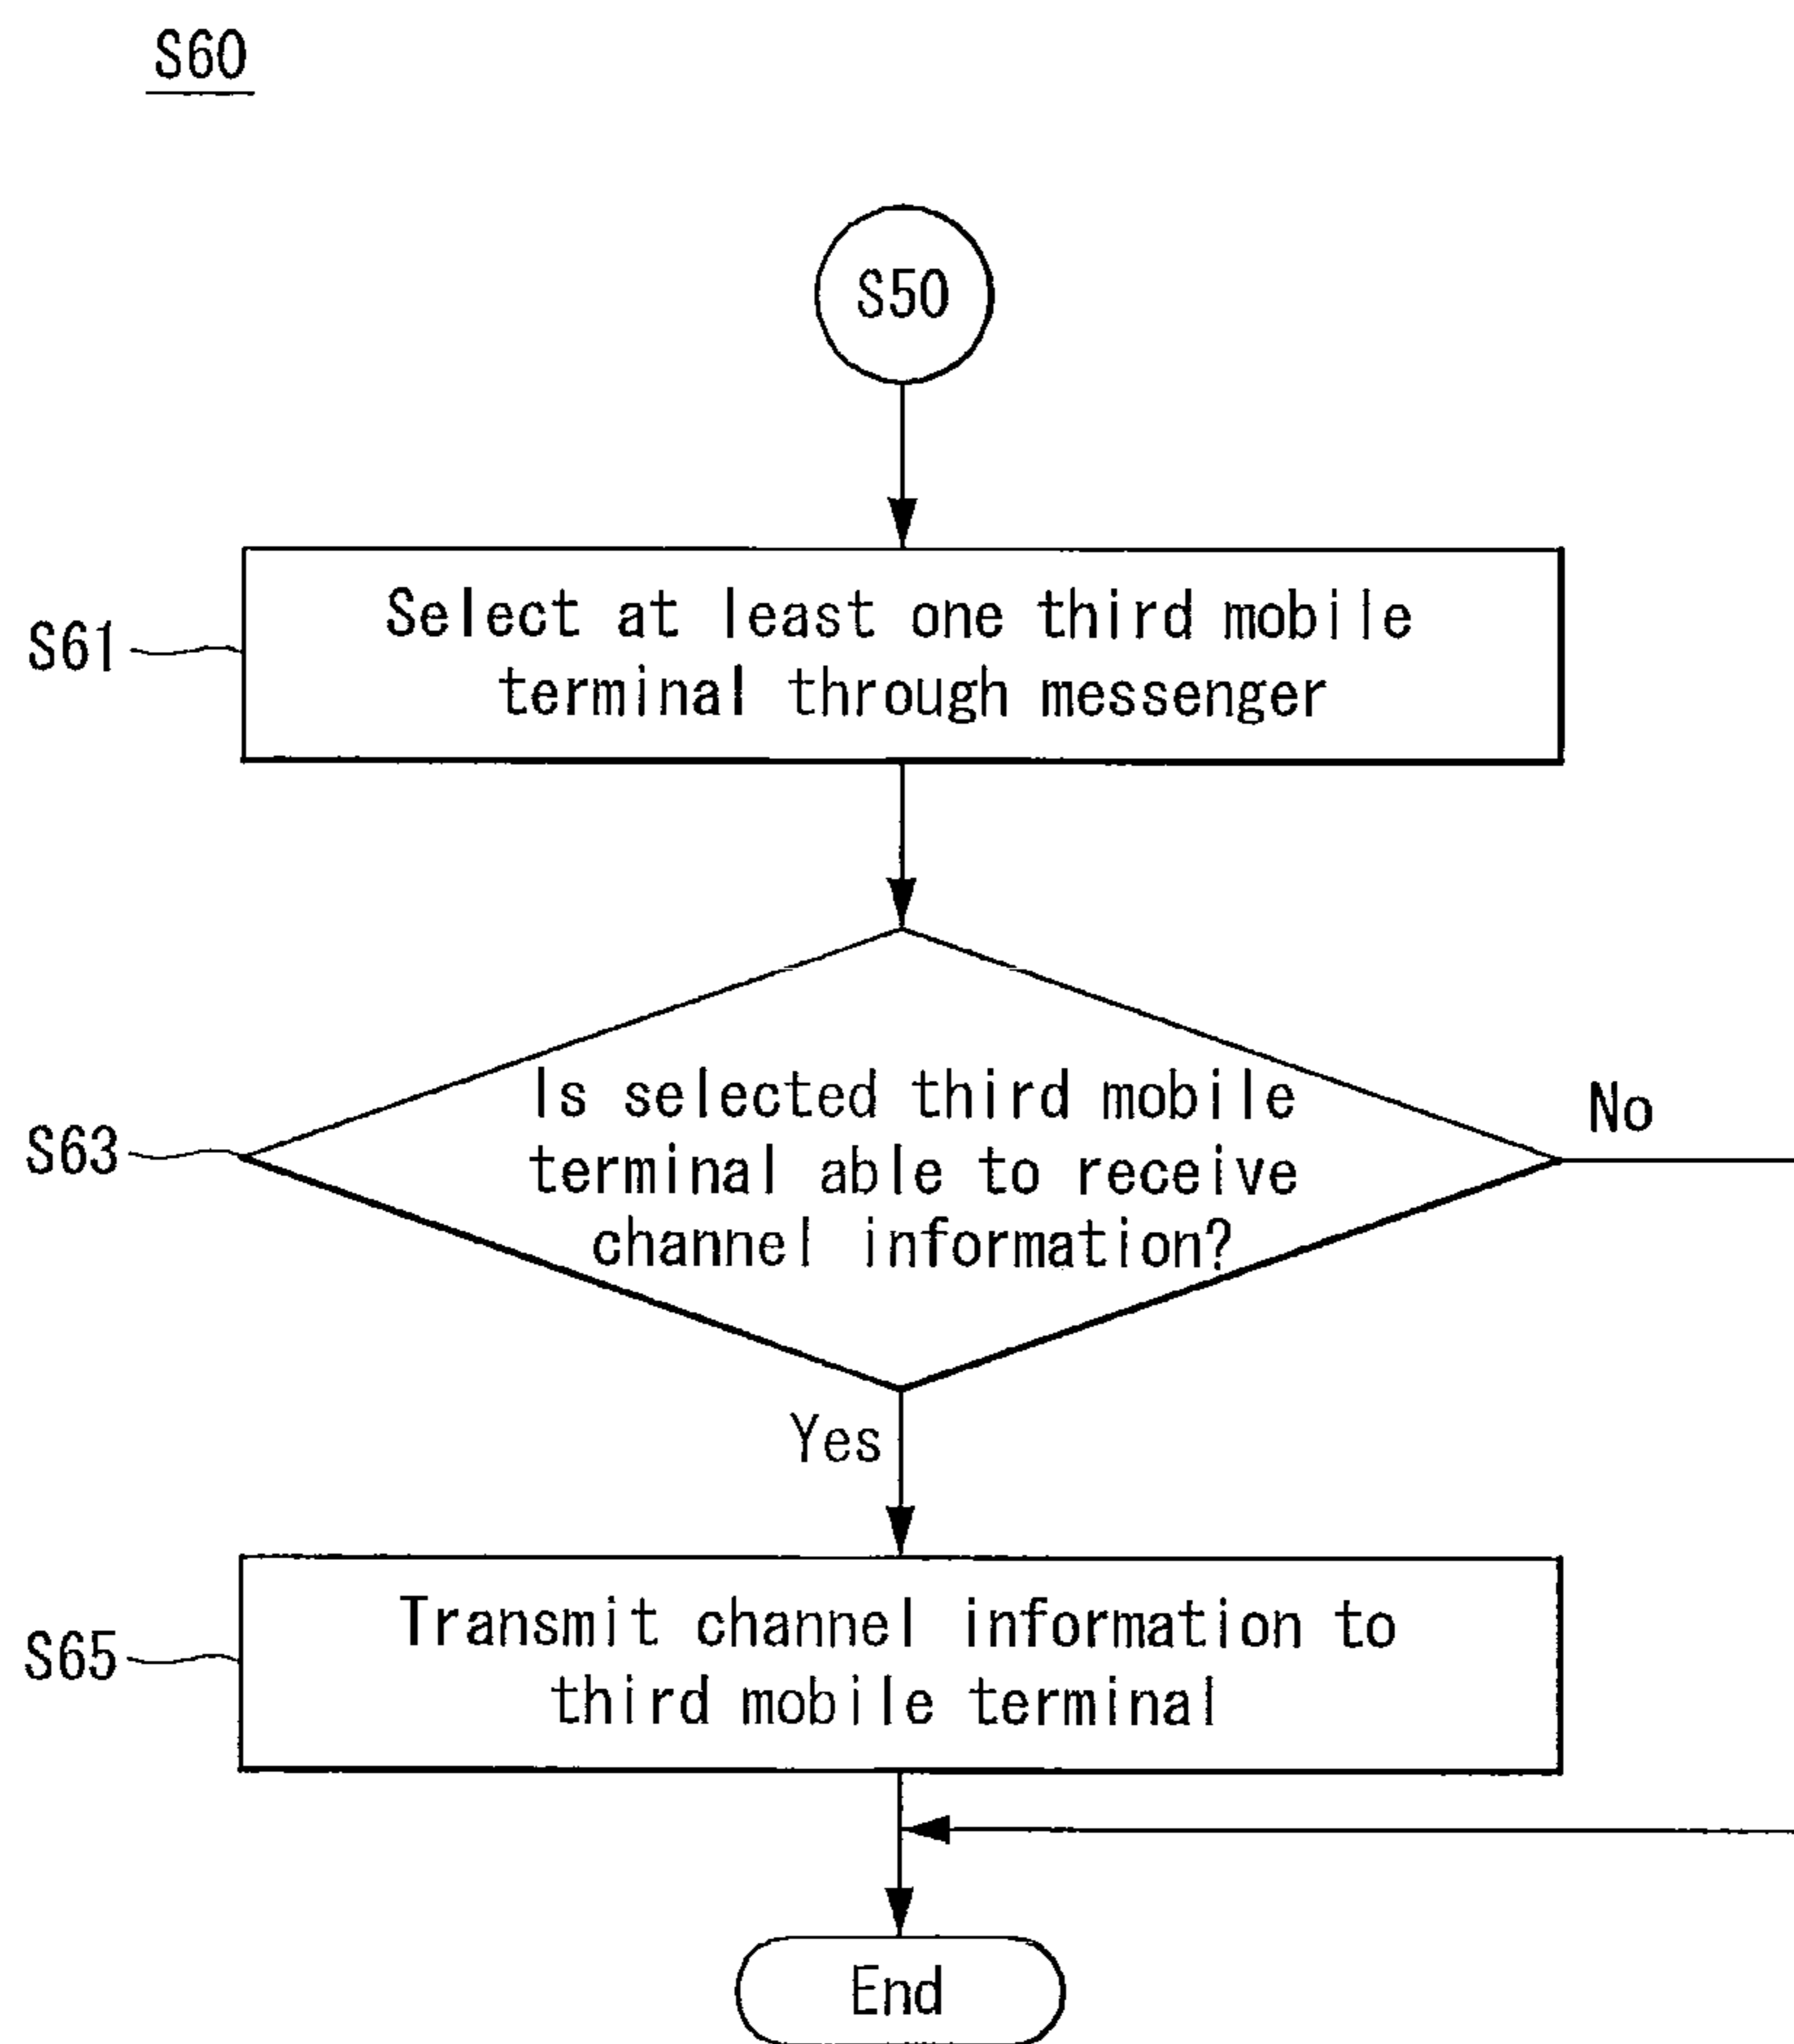 S60
S50
S61
Select at least one third mobile
terminal through messenger
S63
Is selected third mobile
terminal able to receive
channel information?
No
Yes
S65
Transmit channel information to
third mobile terminal
End